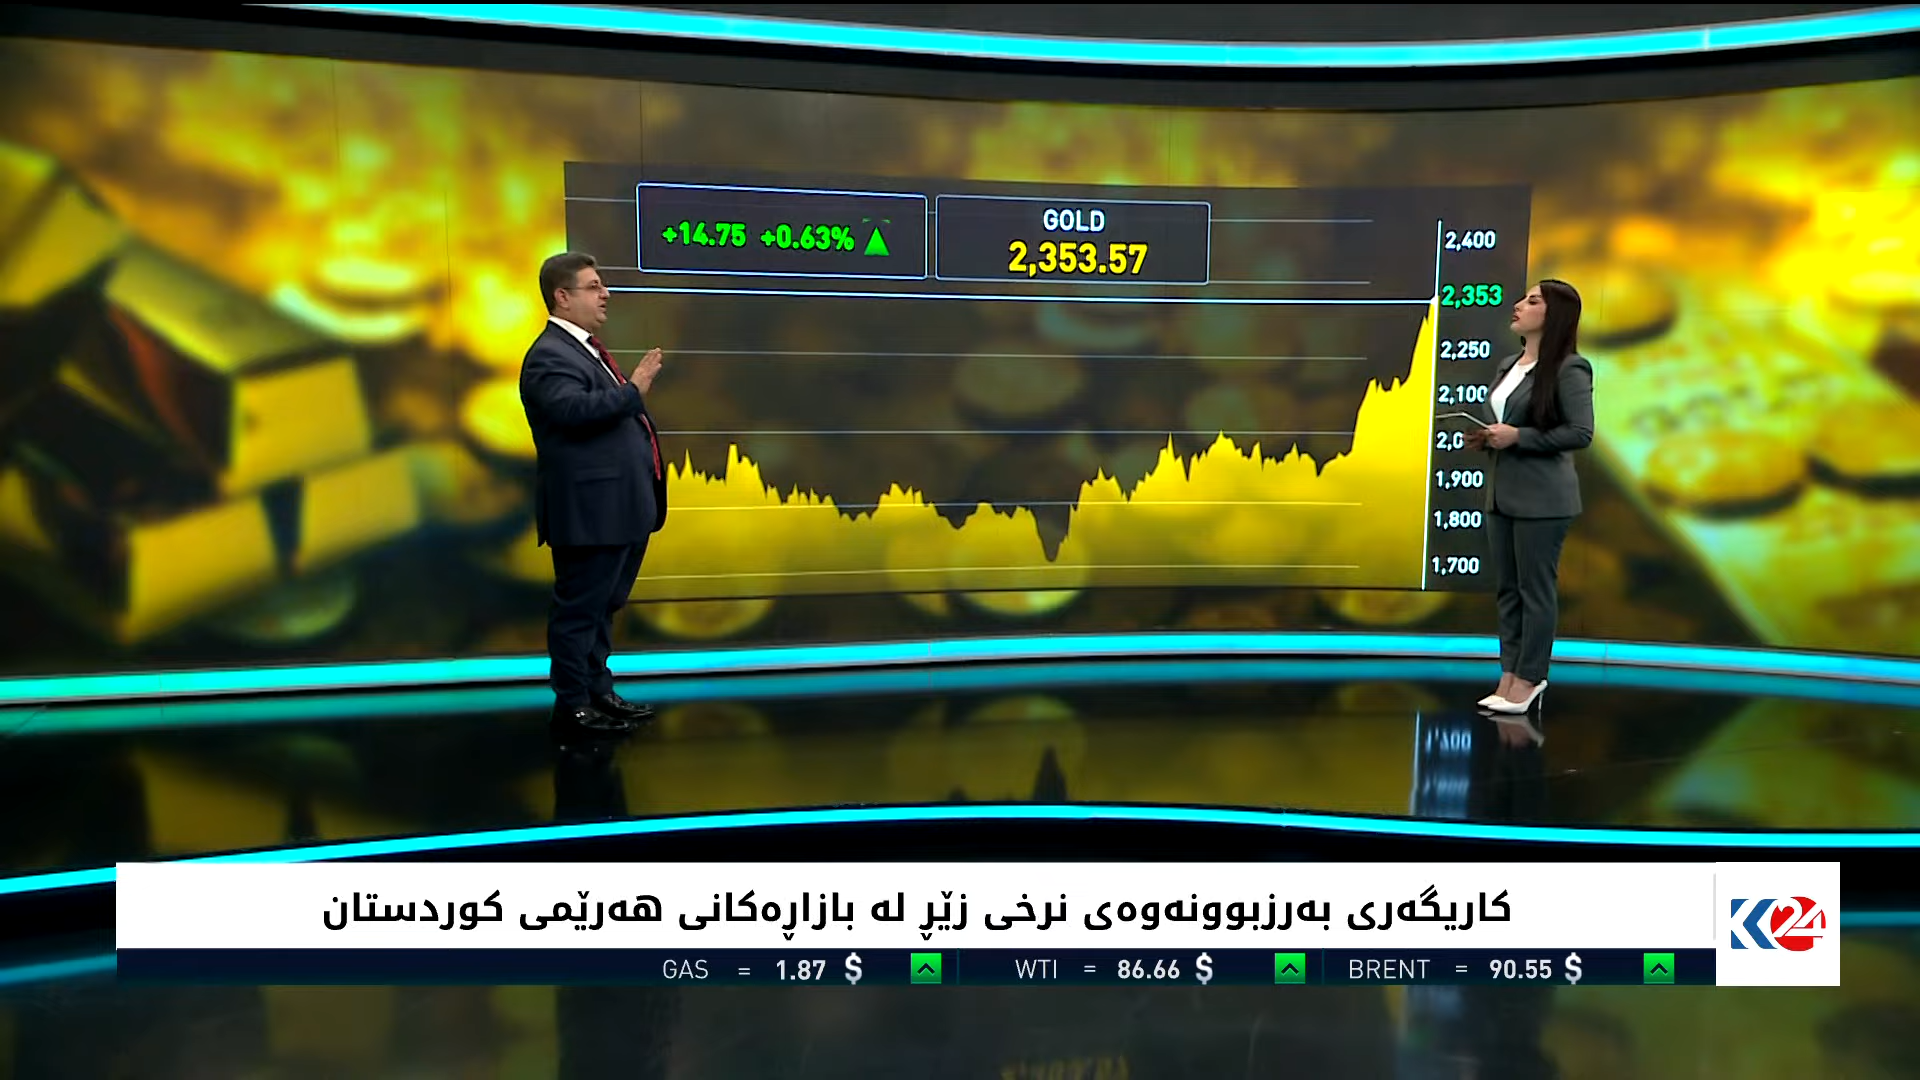 +14.75 +0.63%
GOLD
2,353.57
2,400
2,353
2,250
2,100
2,0
1,900
1,800
1,700
کاریگەری بەرزبوونەوەی نرخی زێڕ لە بازاڕەکانی هەرێمی کوردستان
K24
GAS = 1.87 $ WTI = 86.66 $ BRENT = 90.55 $